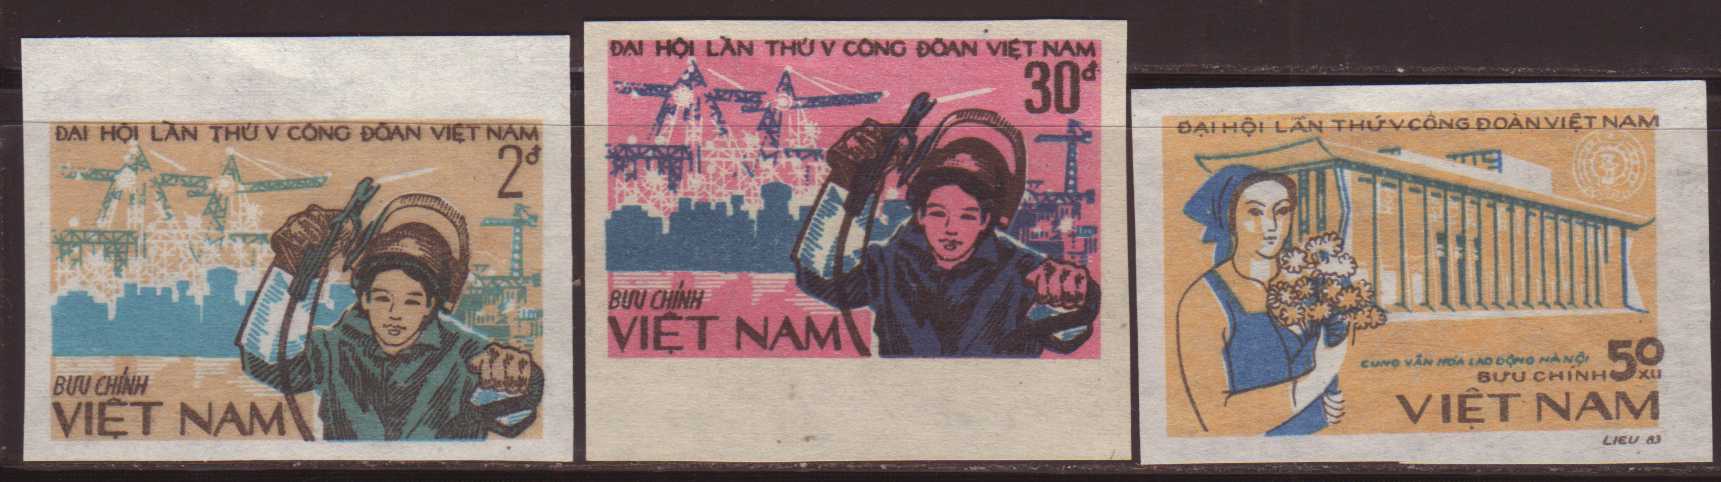 ĐẠI HỘI LẦN THỨ V CÔNG ĐOÀN VIỆT NAM
2đ
BƯU CHÍNH
VIỆT NAM
ĐẠI HỘI LẦN THỨ V CÔNG ĐOÀN VIỆT NAM
30đ
BƯU CHÍNH
VIỆT NAM
ĐẠI HỘI LẦN THỨ V CÔNG ĐOÀN VIỆT NAM
CUNG VĂN HÓA LAO ĐỘNG HÀ NỘI
50 XU
BƯU CHÍNH
VIỆT NAM
LIEU 83